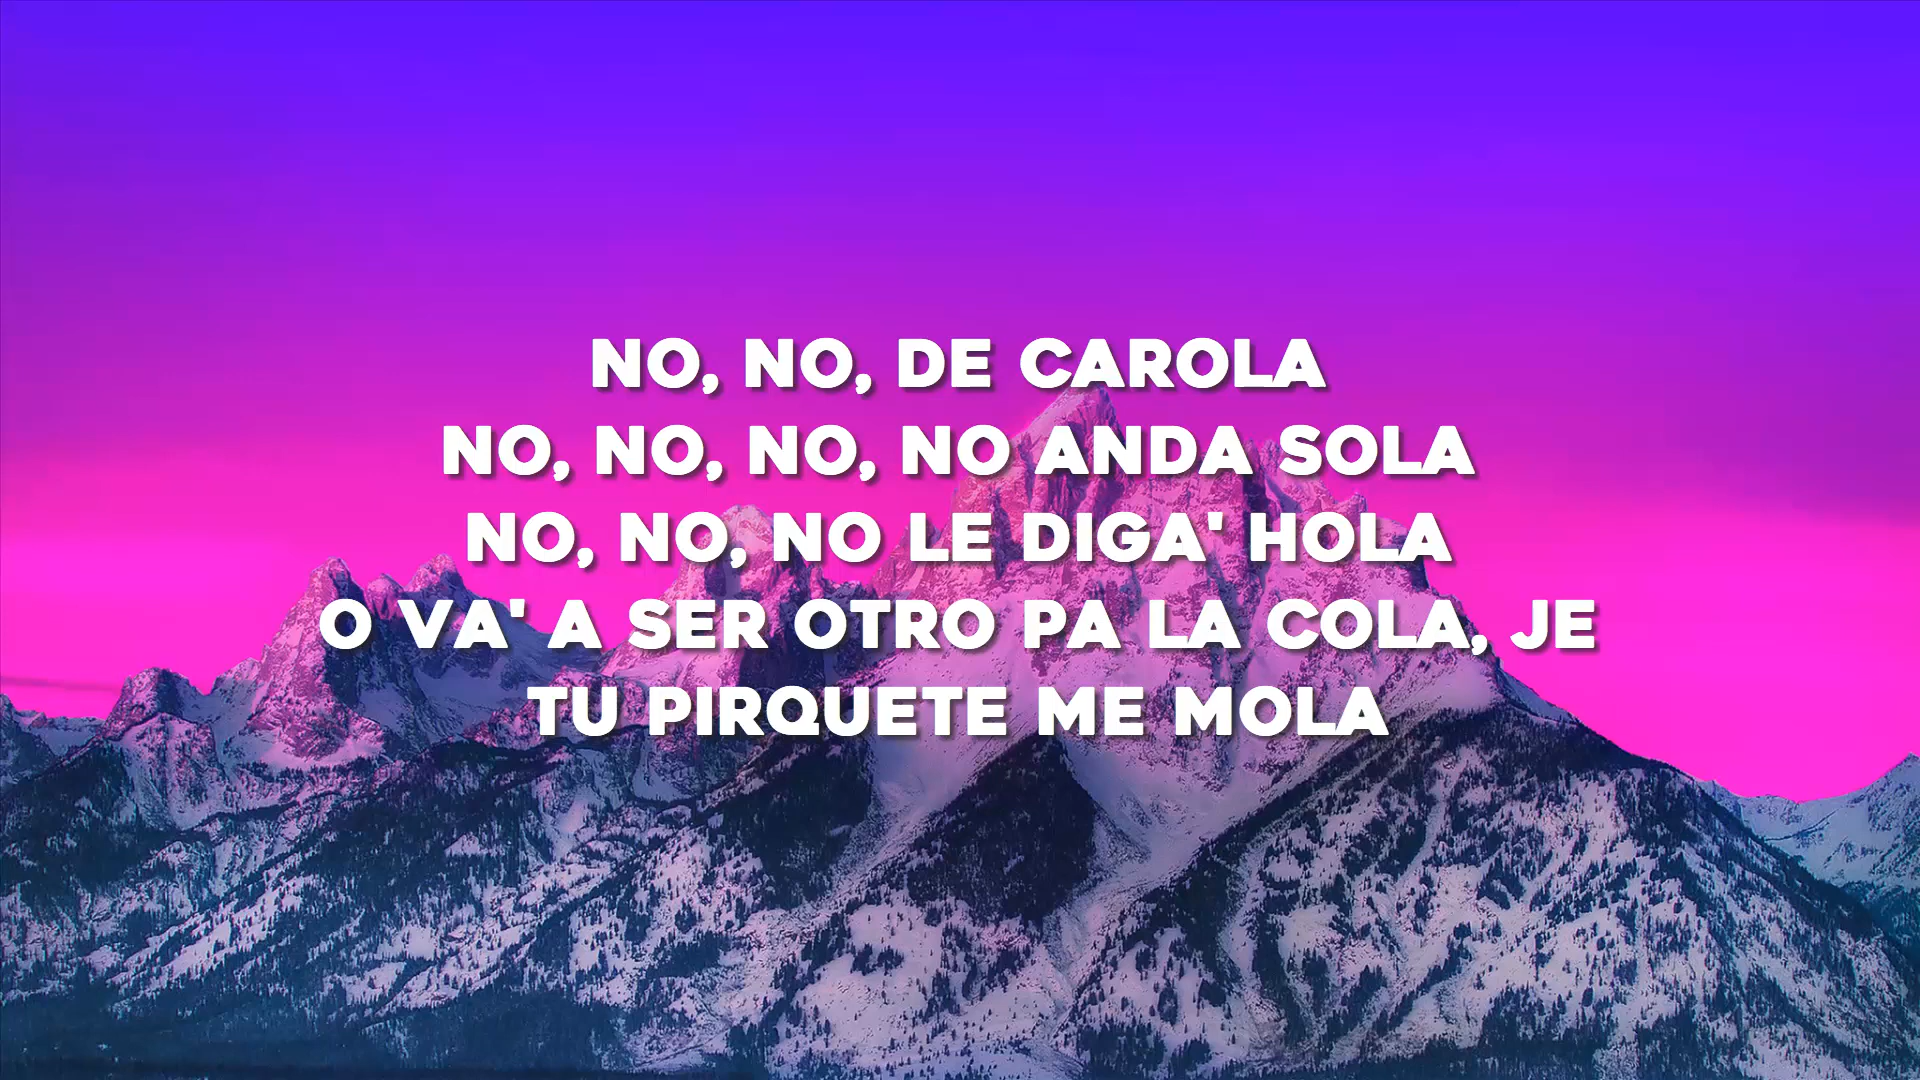 NO, NO, DE CAROLA
NO, NO, NO, NO ANDA SOLA
NO, NO, NO LE DIGA' HOLA
O VA' A SER OTRO PA LA COLA, JE
TU PIRQUETE ME MOLA